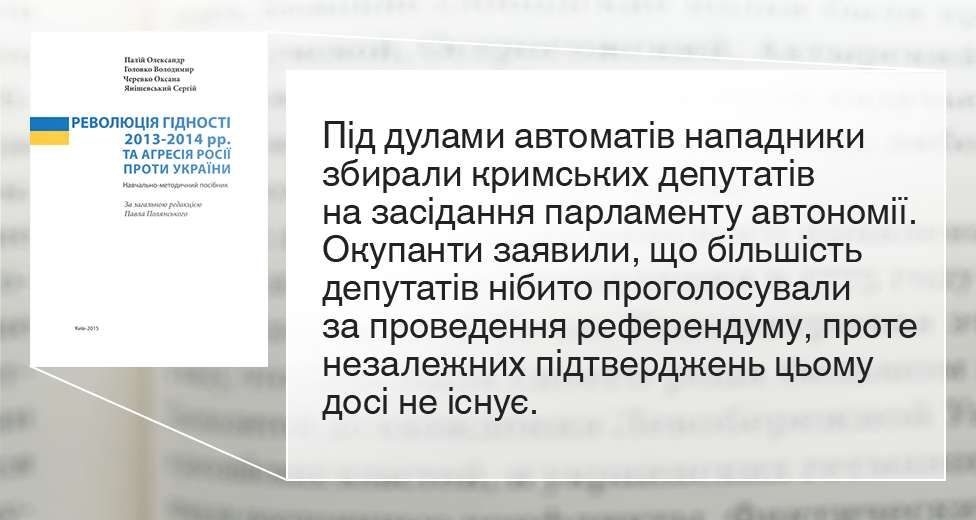 Палій Олександр
Головко Володимир
Черевко Оксана
Янішевський Сергій
РЕВОЛЮЦІЯ ГІДНОСТІ
2013-2014 рр.
ТА АГРЕСІЯ РОСІЇ
ПРОТИ УКРАЇНИ
Навчально-методичний посібник
За загальною редакцією
Павла Полянського
Київ-2015
Під дулами автоматів нападники
збирали кримських депутатів
на засідання парламенту автономії.
Окупанти заявили, що більшість
депутатів нібито проголосували
за проведення референдуму, проте
незалежних підтверджень цьому
досі не існує.